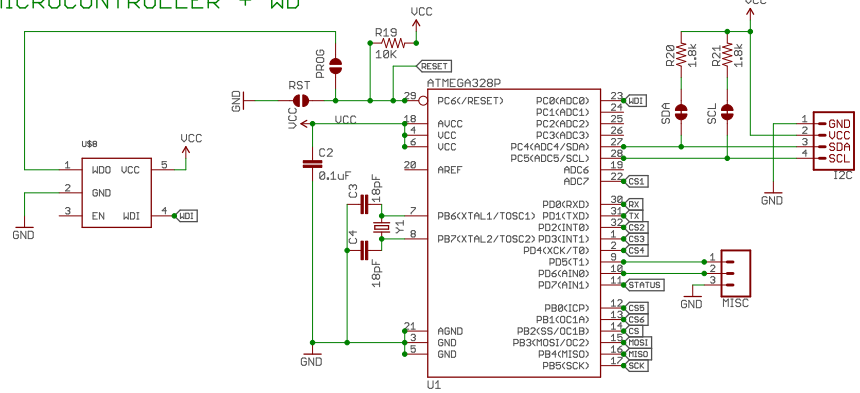 MICROCONTROLLER + WD
VCC
VCC
R19
10K
PROG
RESET
RST
GND
ATMEGA328P
R20
1.8k
R21
1.8k
29 PC6(/RESET) PC0(ADC0) 23 WDI
PC1(ADC1) 24
VCC VCC 18 AVCC PC2(ADC2) 25
4 VCC PC3(ADC3) 26
6 VCC PC4(ADC4/SDA) 27
PC5(ADC5/SCL) 28
20 AREF ADC6 19
ADC7 22 CS1
SDA
SCL
1 GND
2 VCC
3 SDA
4 SCL
I2C
GND
U$8
VCC
1 WDO VCC 5
2 GND
3 EN WDI 4 WDI
GND
C2
0.1uF
C3
18pF
C4
18pF
Y1
7 PB6(XTAL1/TOSC1)
8 PB7(XTAL2/TOSC2)
PD0(RXD) 30 RX
PD1(TXD) 31 TX
PD2(INT0) 32 CS2
PD3(INT1) 1 CS3
PD4(XCK/T0) 2 CS4
PD5(T1) 9
PD6(AIN0) 10
PD7(AIN1) 11 STATUS
1
2
3
GND
MISC
PB0(ICP) 12 CS5
PB1(OC1A) 13 CS6
21 AGND PB2(SS/OC1B) 14 CS
3 GND PB3(MOSI/OC2) 15 MOSI
5 GND PB4(MISO) 16 MISO
PB5(SCK) 17 SCK
GND
U1